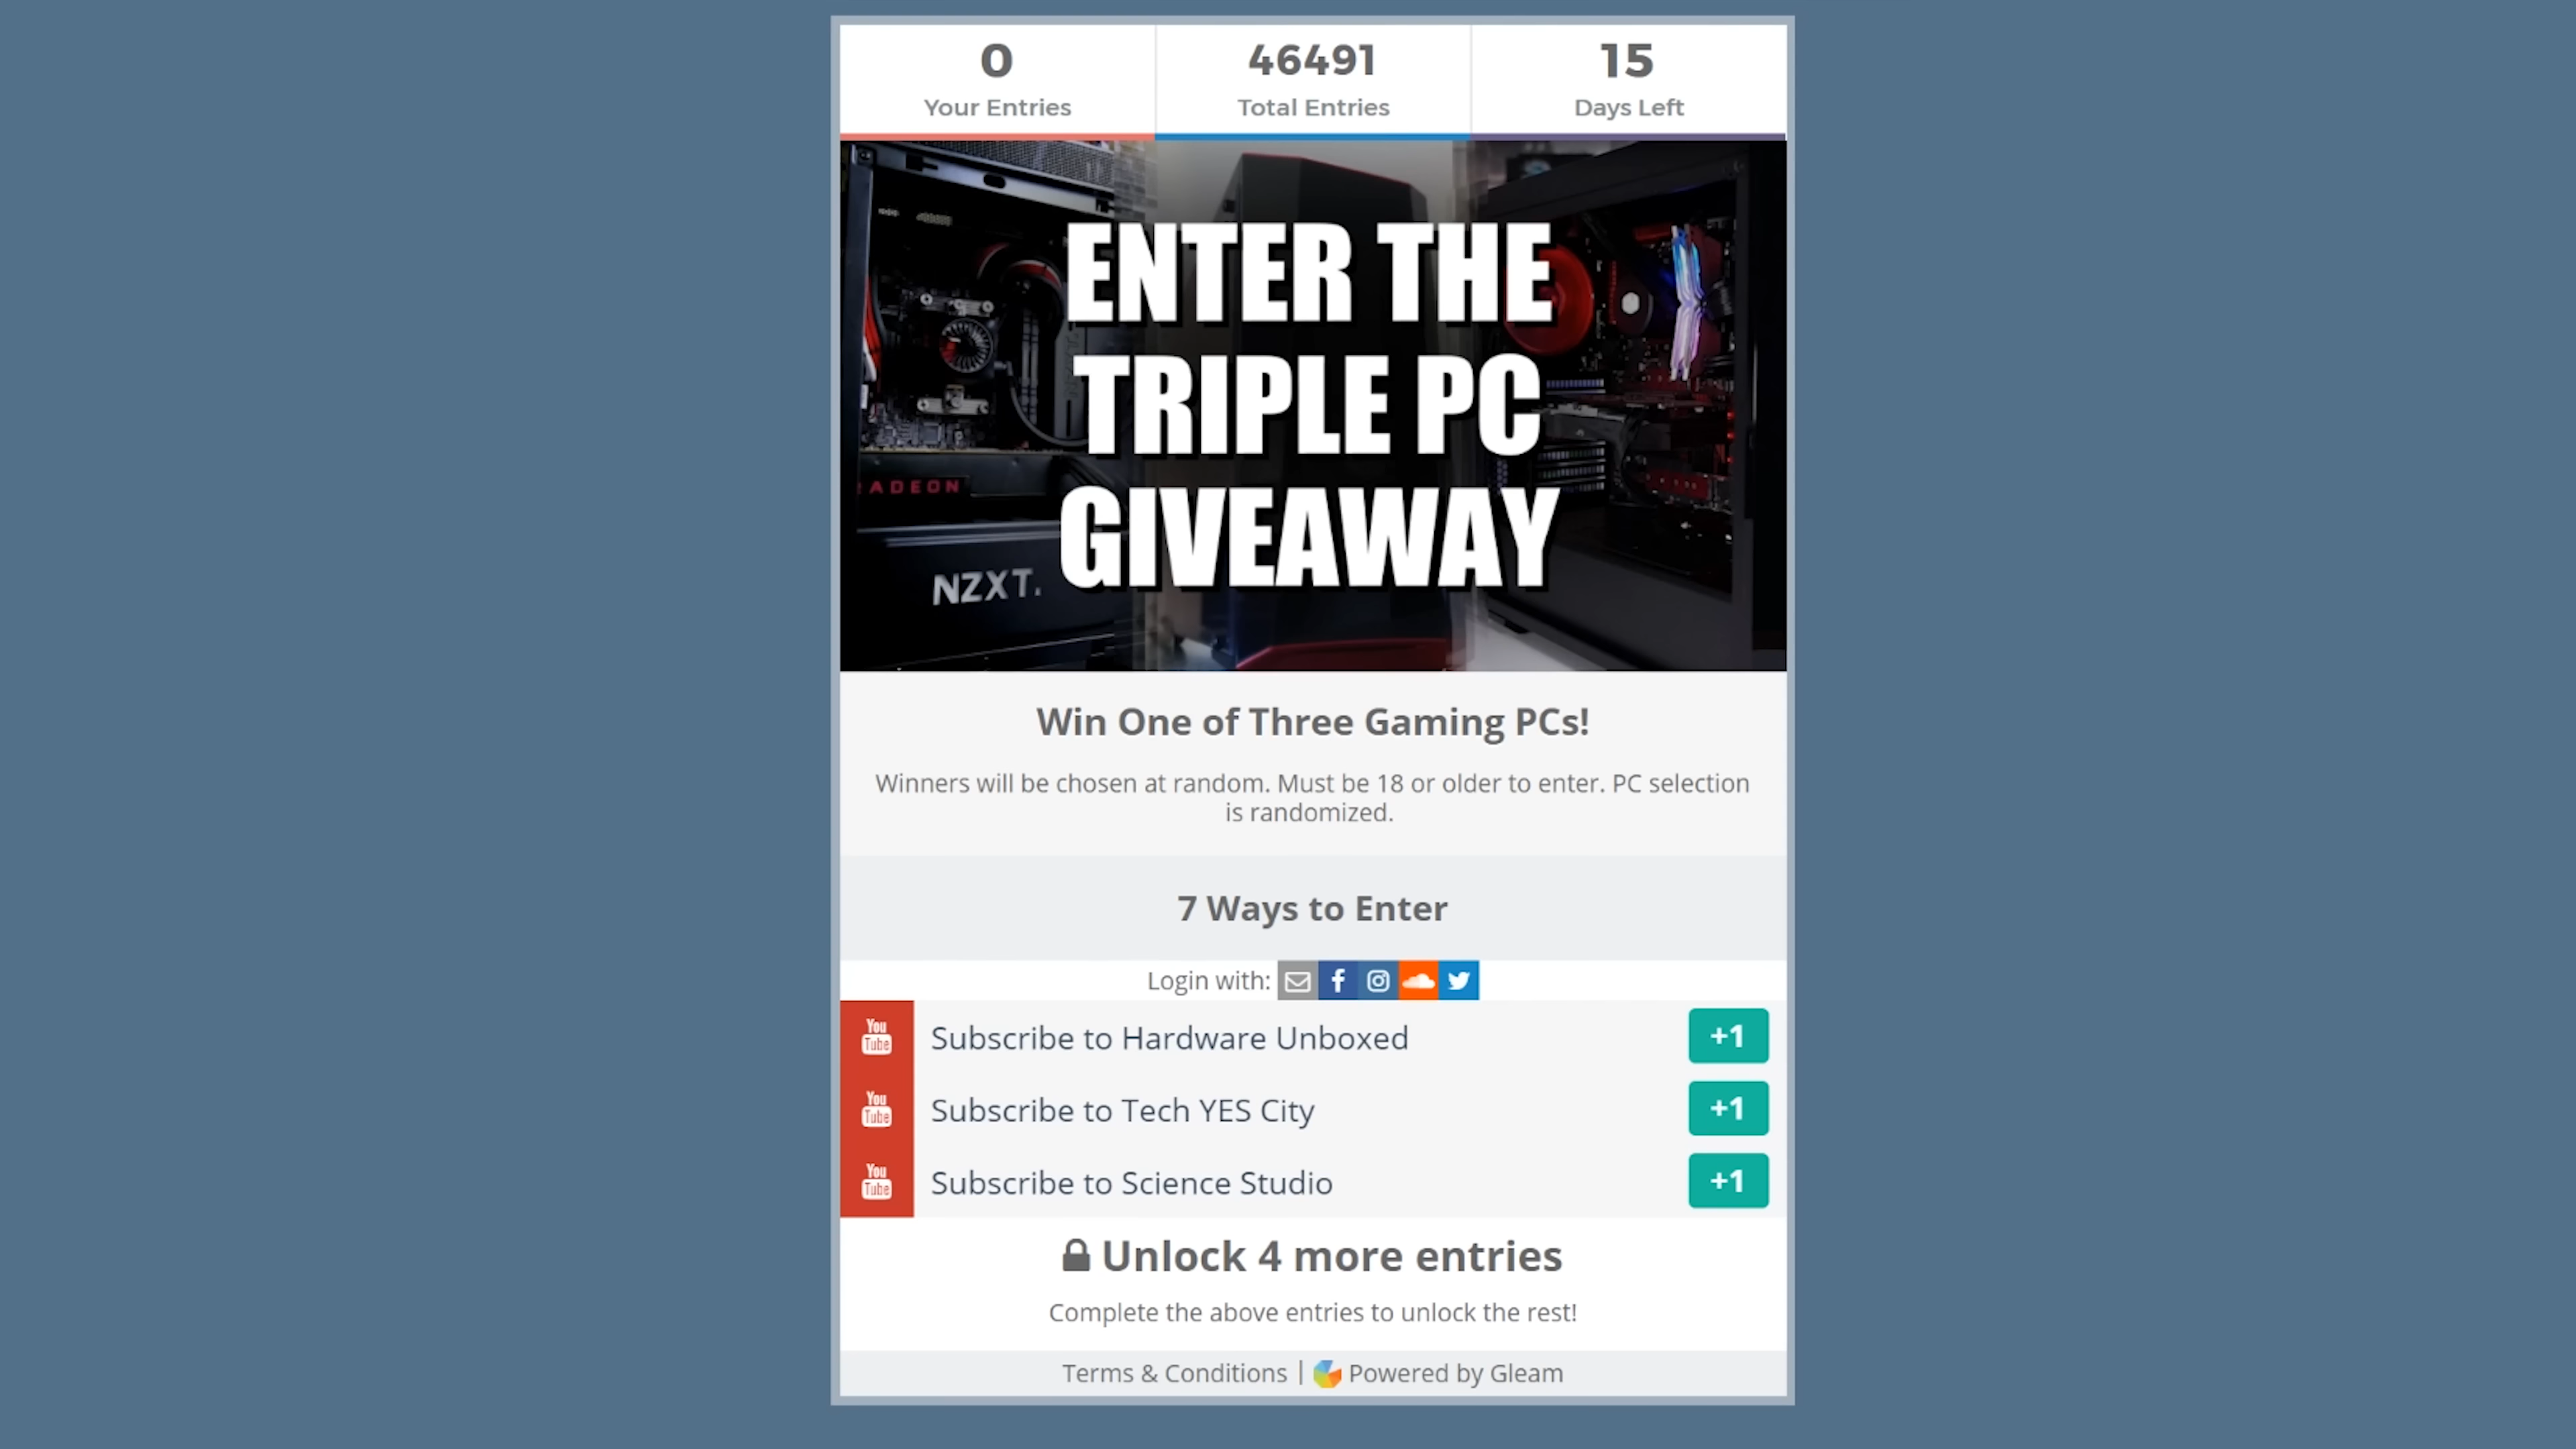 0
Your Entries
46491
Total Entries
15
Days Left
ENTER THE
TRIPLE PC
GIVEAWAY
ADEON
NZXT.
Win One of Three Gaming PCs!
Winners will be chosen at random. Must be 18 or older to enter. PC selection
is randomized.
7 Ways to Enter
Login with:
You
Tube
Subscribe to Hardware Unboxed
+1
You
Tube
Subscribe to Tech YES City
+1
You
Tube
Subscribe to Science Studio
+1
Unlock 4 more entries
Complete the above entries to unlock the rest!
Terms & Conditions | Powered by Gleam